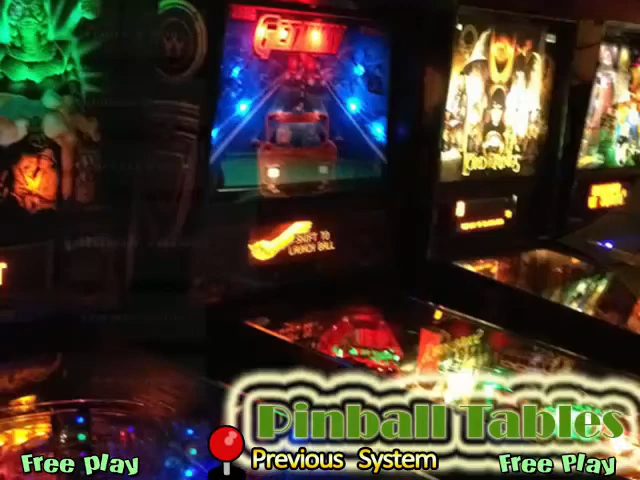 GETAWAY
LORD OF THE RINGS
SHIFT TO
LAUNCH BALL
Pinball Tables
Previous System
Free play
Free Play